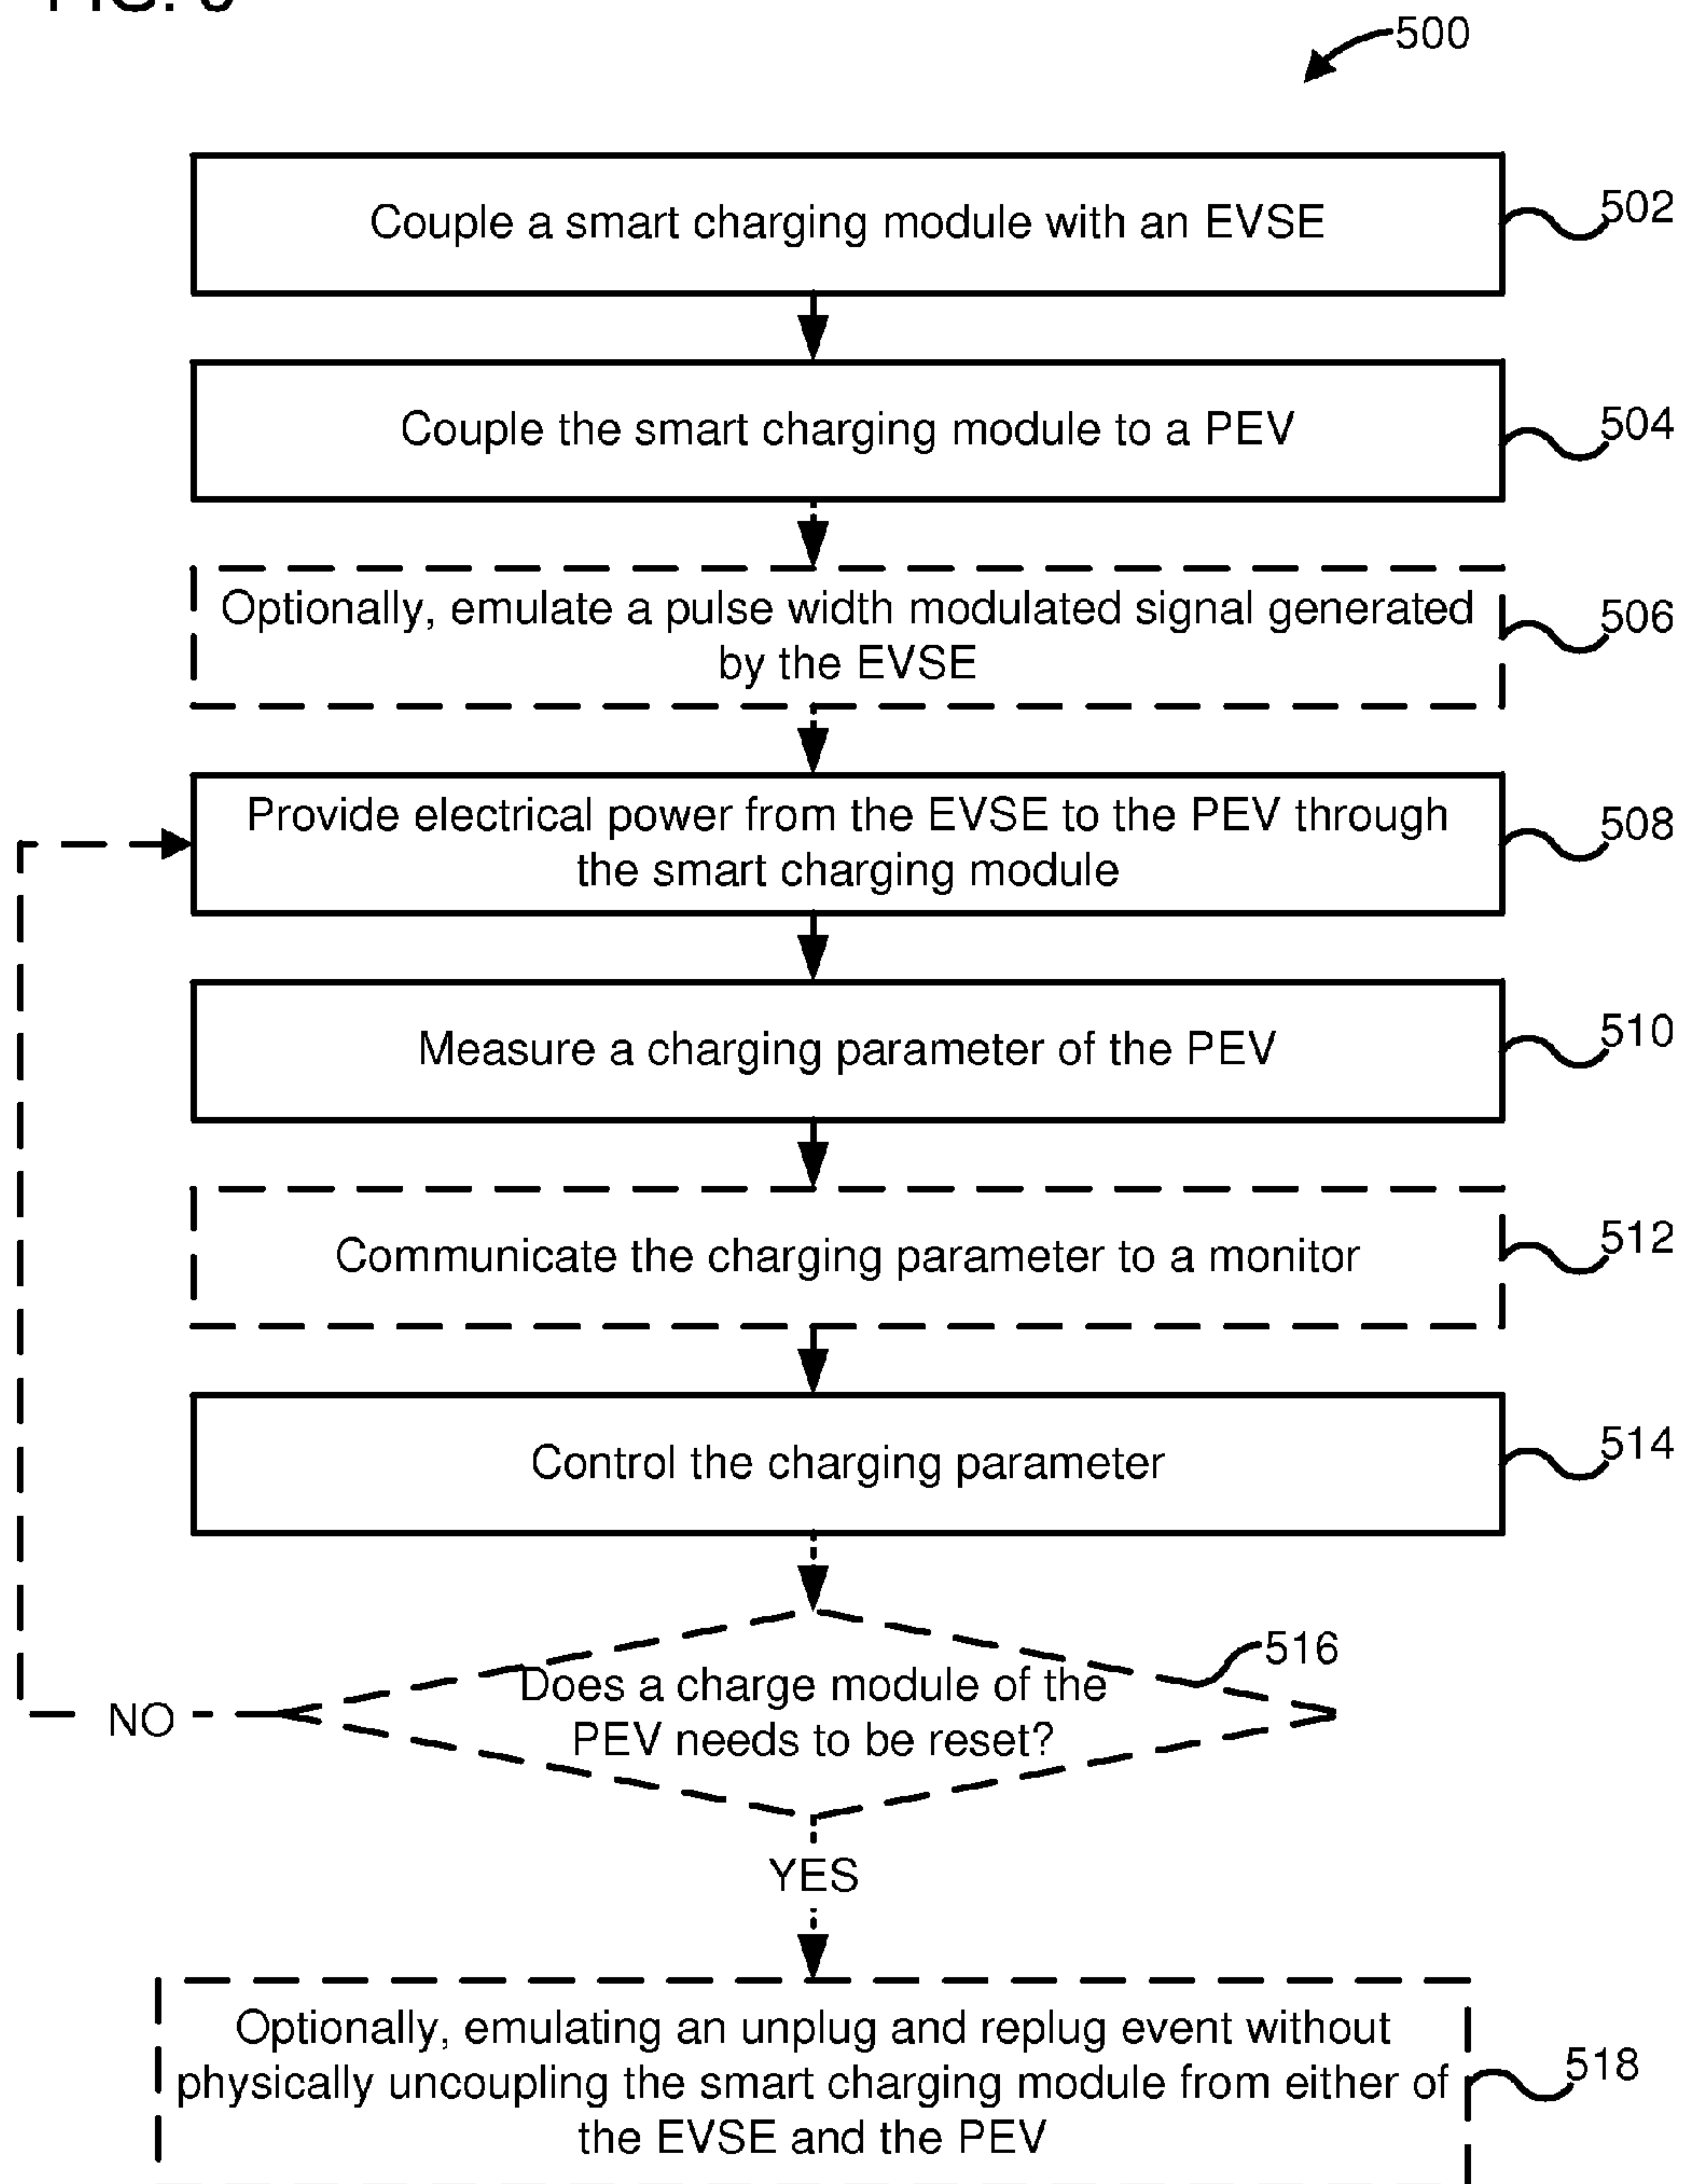 500
Couple a smart charging module with an EVSE
502
Couple the smart charging module to a PEV
504
Optionally, emulate a pulse width modulated signal generated
by the EVSE
506
Provide electrical power from the EVSE to the PEV through
the smart charging module
508
Measure a charging parameter of the PEV
510
Communicate the charging parameter to a monitor
512
Control the charging parameter
514
Does a charge module of the
PEV needs to be reset?
516
NO
YES
Optionally, emulating an unplug and replug event without
physically uncoupling the smart charging module from either of
the EVSE and the PEV
518